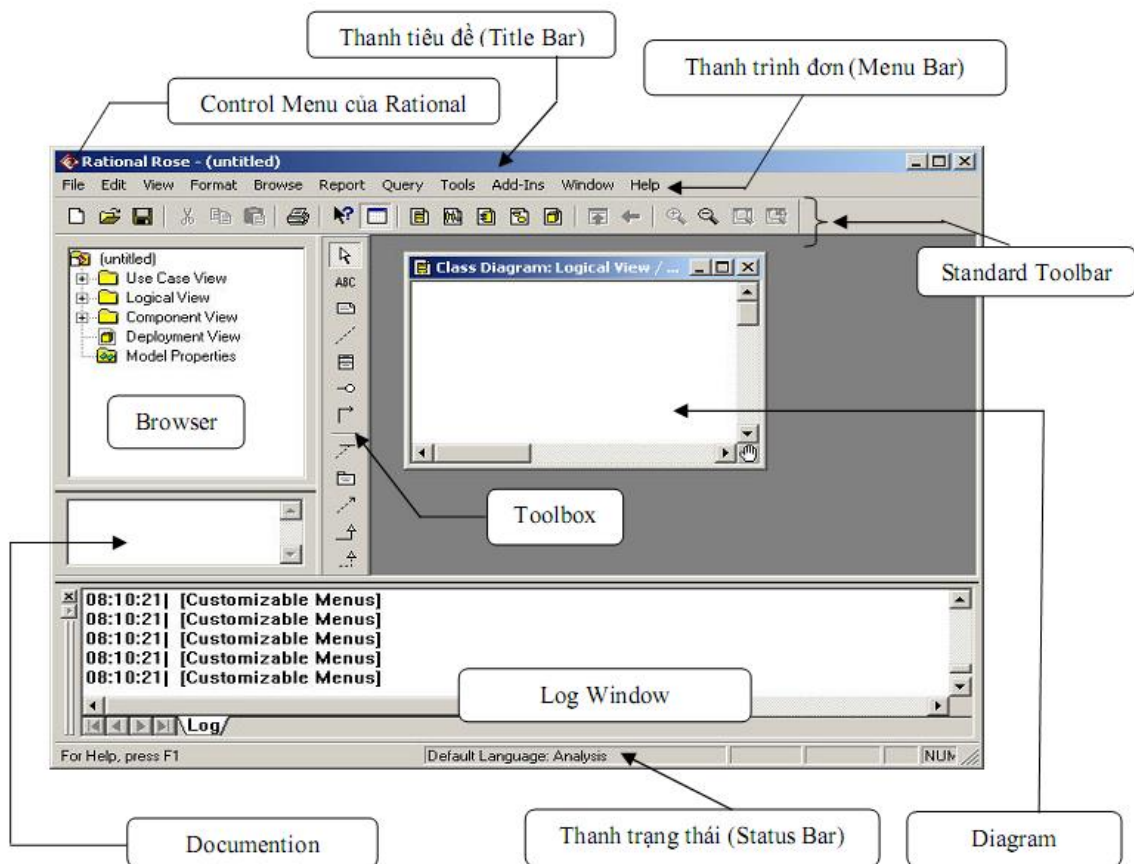 Thanh tiêu đề (Title Bar)
Thanh trình đơn (Menu Bar)
Control Menu của Rational
Rational Rose - (untitled)
File Edit View Format Browse Report Query Tools Add-Ins Window Help
Standard Toolbar
(untitled)
Use Case View
Logical View
Component View
Deployment View
Model Properties
Browser
ABC
Class Diagram: Logical View / ...
Toolbox
08:10:21| [Customizable Menus]
08:10:21| [Customizable Menus]
08:10:21| [Customizable Menus]
08:10:21| [Customizable Menus]
08:10:21| [Customizable Menus]
Log Window
Log
For Help, press F1 Default Language: Analysis NUM
Documention
Thanh trạng thái (Status Bar)
Diagram